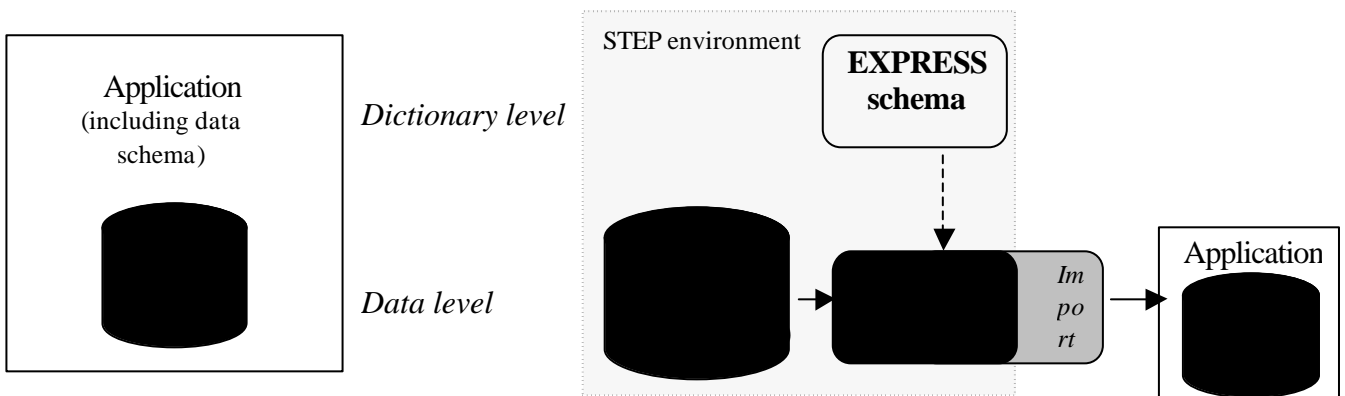 Application
(including data
schema)
Dictionary level
Data level
STEP environment
EXPRESS
schema
Im
po
rt
Application